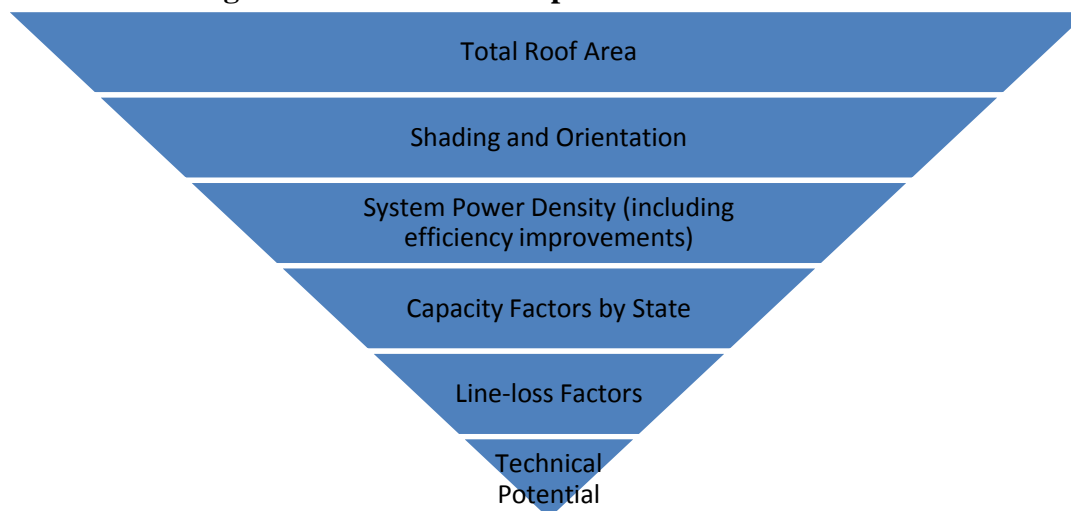 Total Roof Area
Shading and Orientation
System Power Density (including
efficiency improvements)
Capacity Factors by State
Line-loss Factors
Technical
Potential